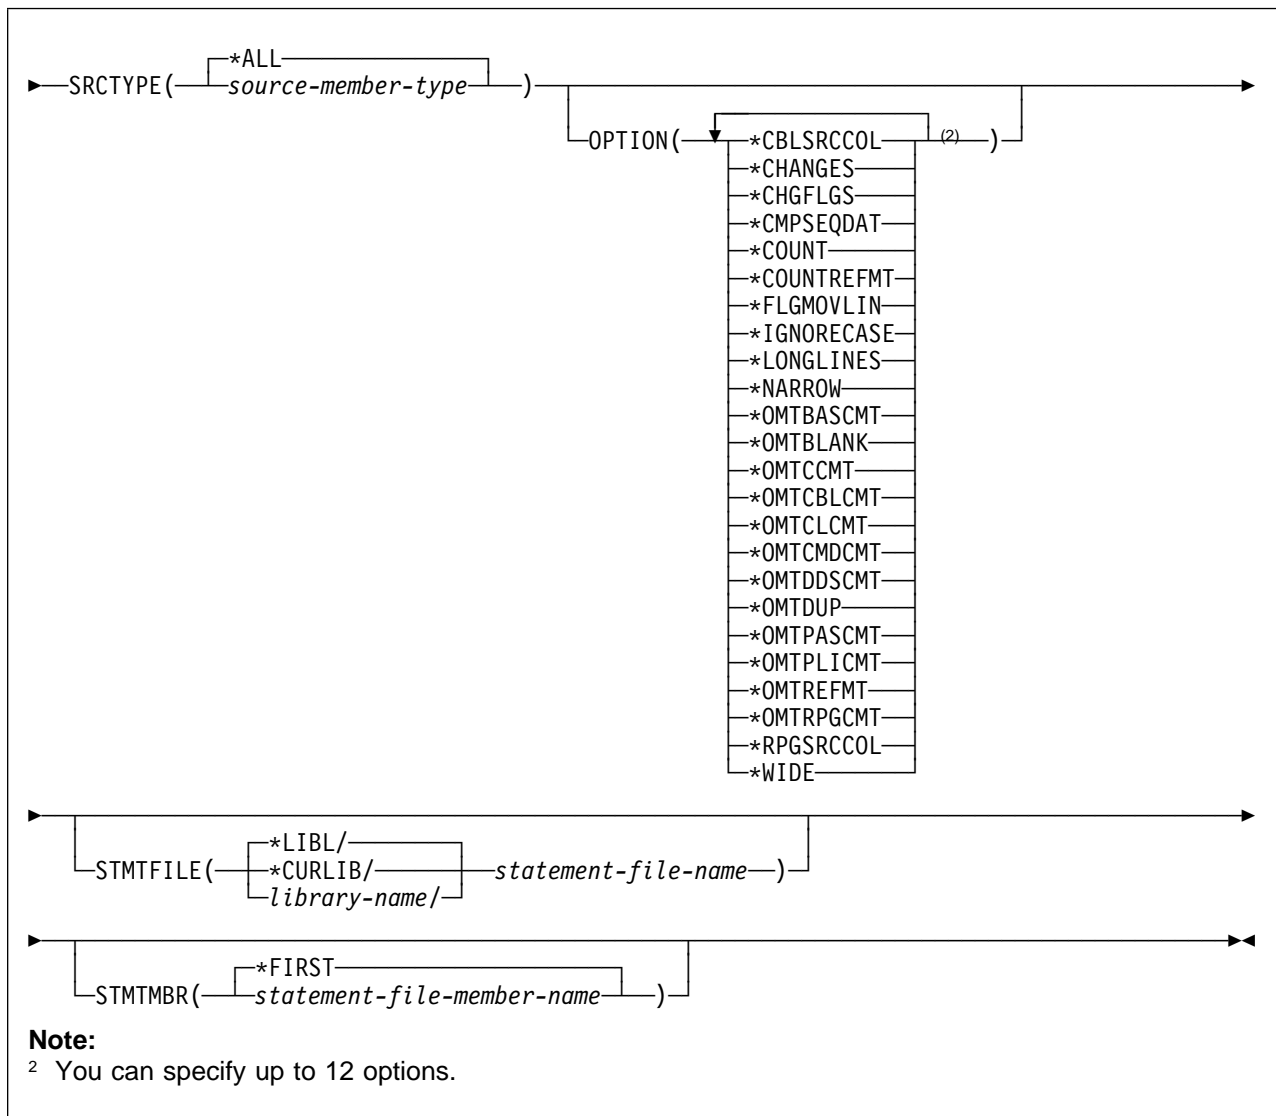 *ALL
SRCTYPE( source-member-type )
OPTION( *CBLSRCCOL (2) )
*CHANGES
*CHGFLGS
*CMPSEQDAT
*COUNT
*COUNTREFMT
*FLGMOVLIN
*IGNORECASE
*LONGLINES
*NARROW
*OMTBASCMT
*OMTBLANK
*OMTCCMT
*OMTCBLCMT
*OMTCLCMT
*OMTCMDCMT
*OMTDDSCMT
*OMTDUP
*OMTPASCMT
*OMTPLICMT
*OMTREFMT
*OMTRPGCMT
*RPGSRCCOL
*WIDE
*LIBL/
STMTFILE( *CURLIB/ statement-file-name )
library-name/
*FIRST
STMTMBR( statement-file-member-name )
Note:
2 You can specify up to 12 options.